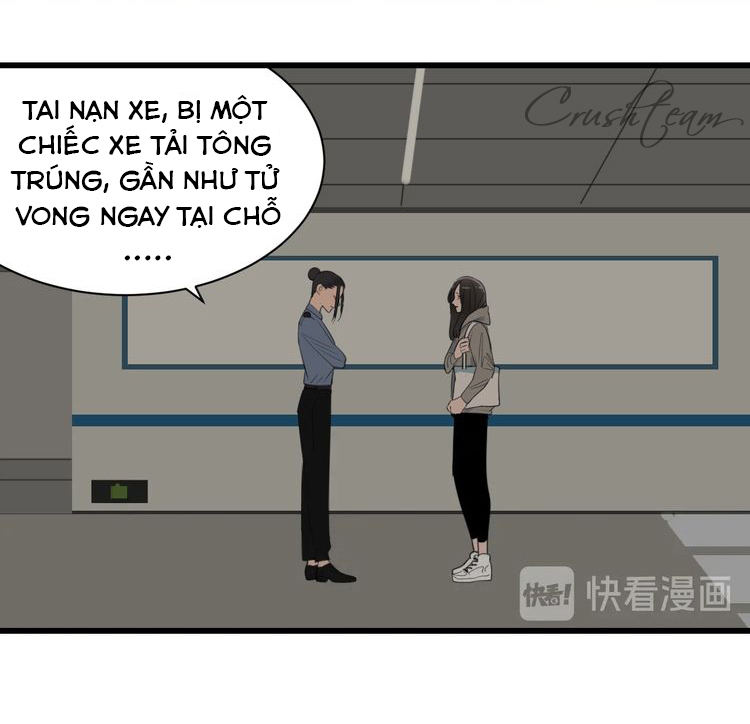 Crushteam
TAI NẠN XE, BỊ MỘT
CHIẾC XE TẢI TÔNG
TRÚNG, GẦN NHƯ TỬ
VONG NGAY TẠI CHỖ
.....
快看! 快看漫画